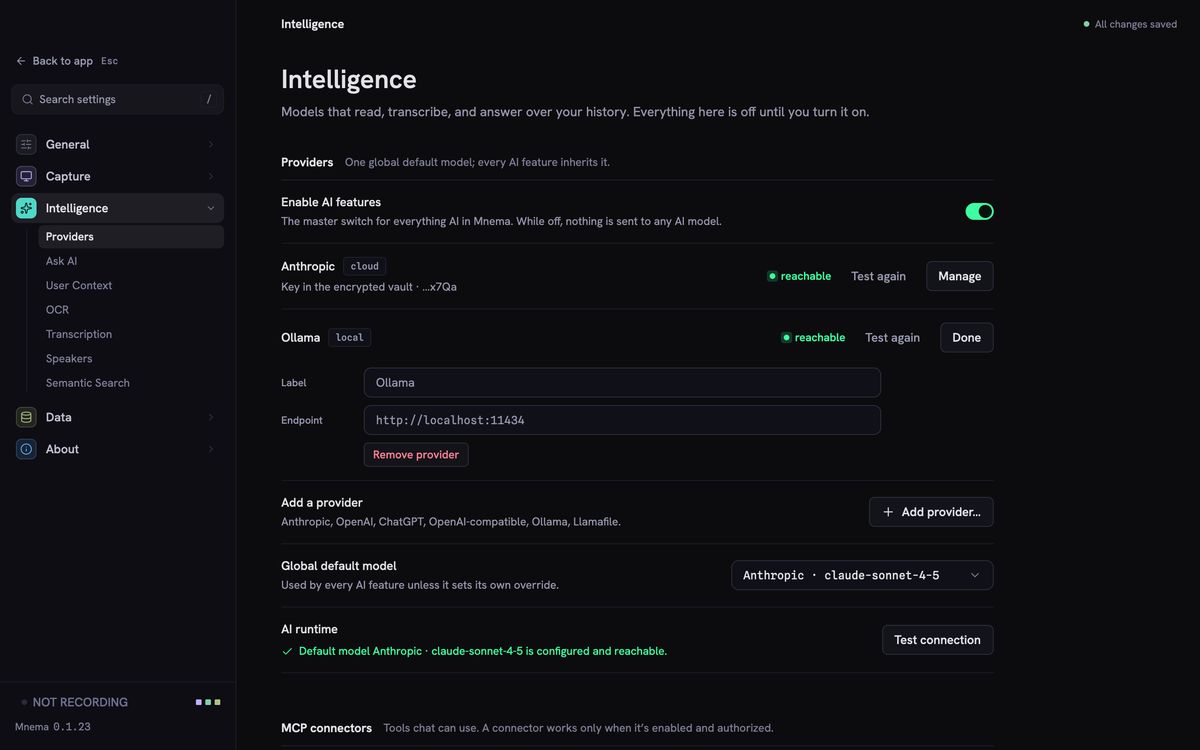 Back to app Esc
Search settings /
General
Capture
Intelligence
Providers
Ask AI
User Context
OCR
Transcription
Speakers
Semantic Search
Data
About
NOT RECORDING
Mnema 0.1.23
Intelligence
All changes saved
Intelligence
Models that read, transcribe, and answer over your history. Everything here is off until you turn it on.
Providers One global default model; every AI feature inherits it.
Enable AI features
The master switch for everything AI in Mnema. While off, nothing is sent to any AI model.
Anthropic cloud
Key in the encrypted vault · …x7Qa
reachable Test again Manage
Ollama local
reachable Test again Done
Label Ollama
Endpoint http://localhost:11434
Remove provider
Add a provider
Anthropic, OpenAI, ChatGPT, OpenAI-compatible, Ollama, Llamafile.
+ Add provider…
Global default model
Used by every AI feature unless it sets its own override.
Anthropic · claude-sonnet-4-5
AI runtime
✓ Default model Anthropic · claude-sonnet-4-5 is configured and reachable.
Test connection
MCP connectors Tools chat can use. A connector works only when it’s enabled and authorized.